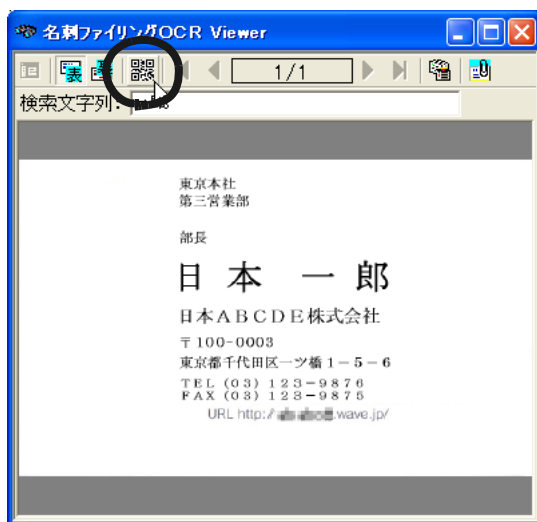 名刺ファイリングOCR Viewer
表
1/1
検索文字列:
東京本社
第三営業部
部長
日本 一郎
日本ABCDE株式会社
〒100-0003
東京都千代田区一ツ橋1－5－6
TEL (03) 123－9876
FAX (03) 123－9875
URL http:/ .wave.jp/